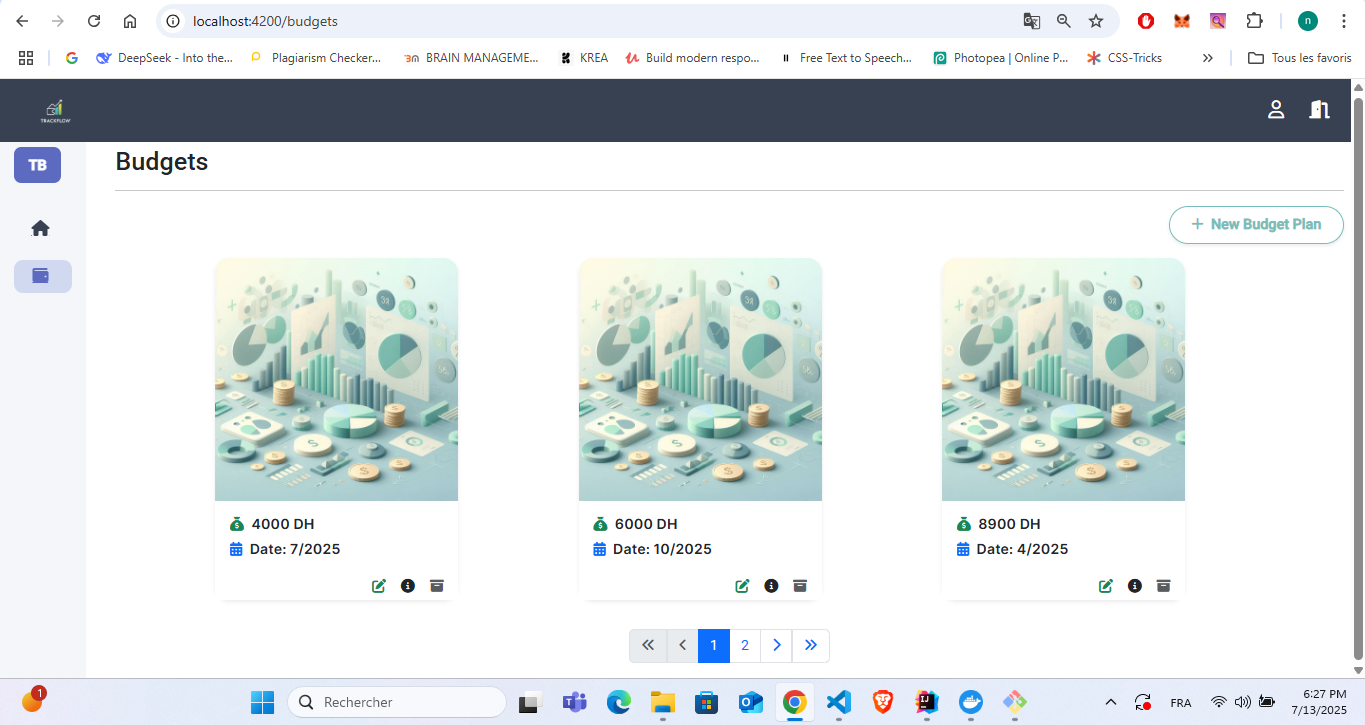 localhost:4200/budgets
n
DeepSeek - Into the...
Plagiarism Checker...
BRAIN MANAGEME...
KREA
Build modern respo...
Free Text to Speech...
Photopea | Online P...
CSS-Tricks
Tous les favoris
TRACKFLOW
TB
Budgets
+ New Budget Plan
4000 DH
Date: 7/2025
6000 DH
Date: 10/2025
8900 DH
Date: 4/2025
« ‹ 1 2 › »
1
Rechercher
FRA
6:27 PM
7/13/2025